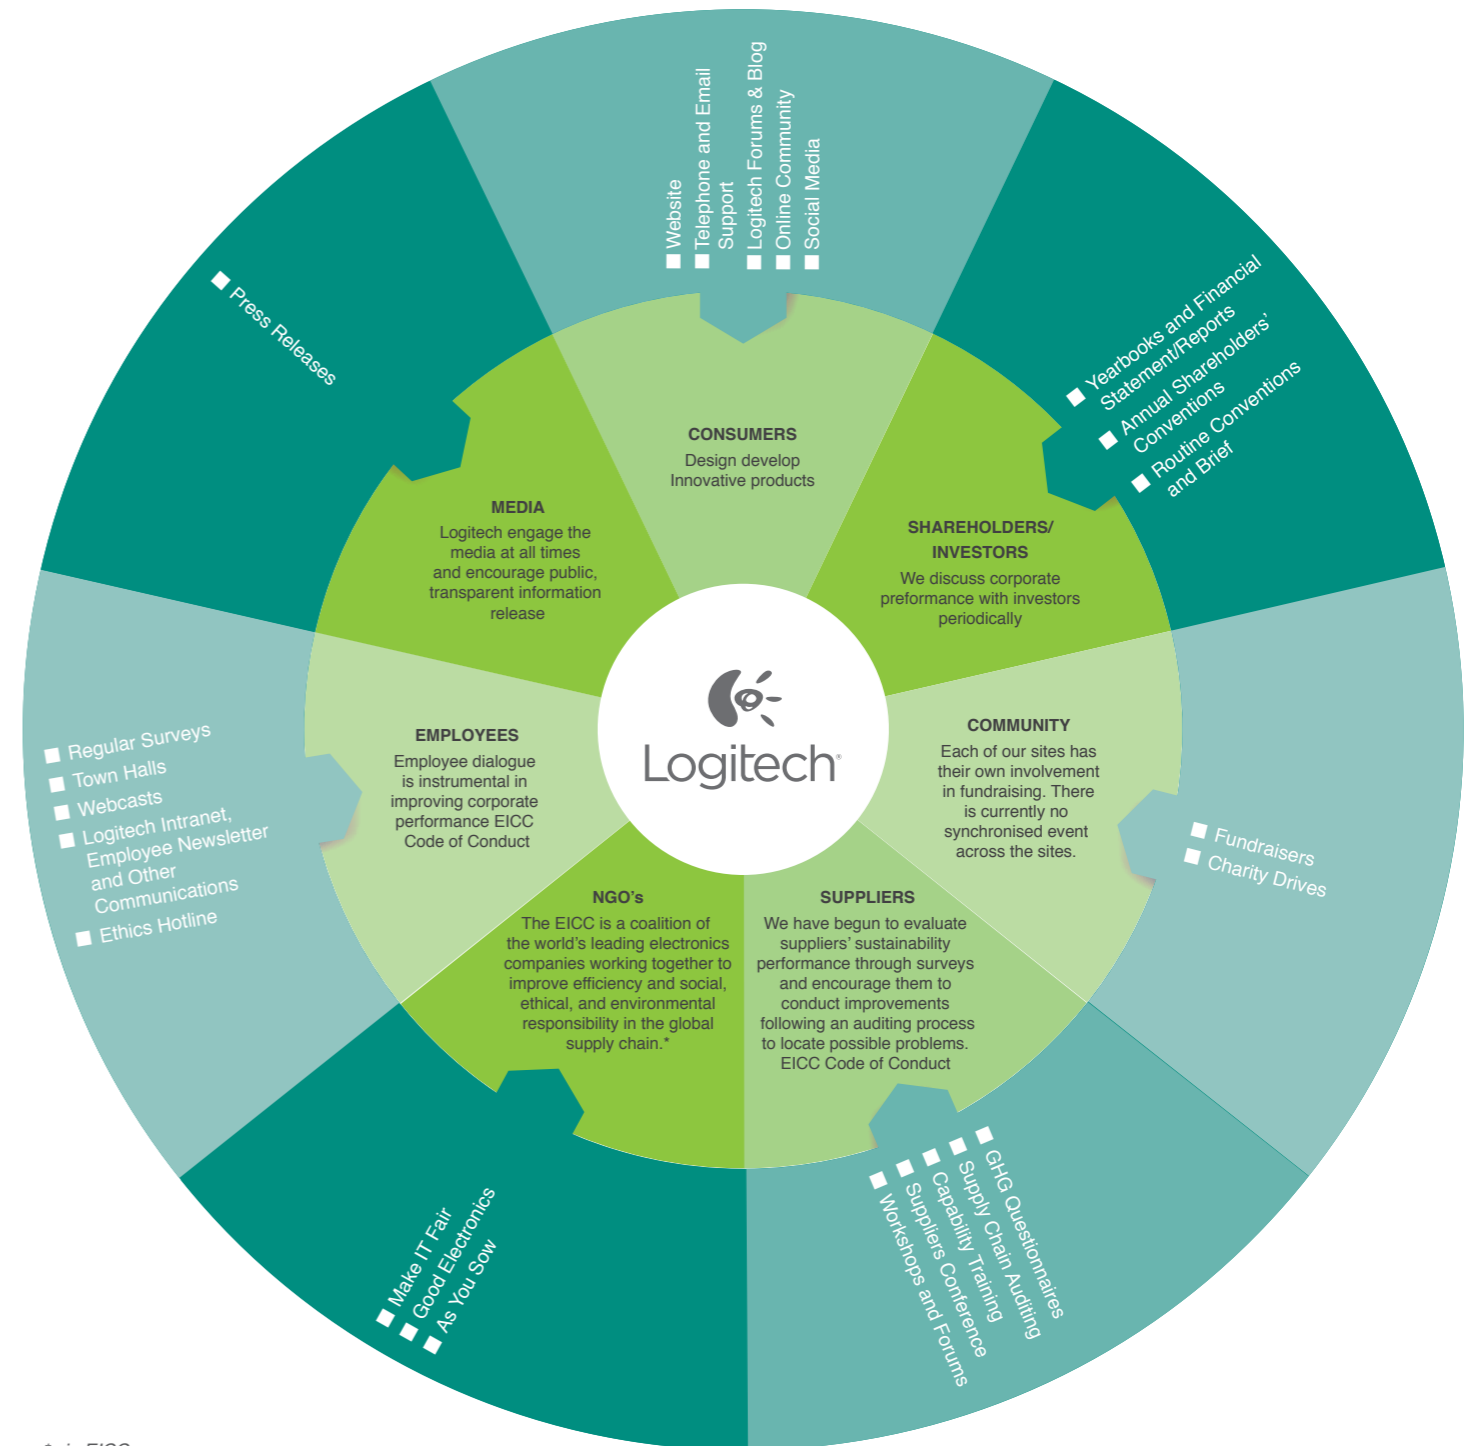 Website
Telephone and Email
Support
Logitech Forums & Blog
Online Community
Social Media
CONSUMERS
Design develop
Innovative products
Yearbooks and Financial
Statement/Reports
Annual Shareholders’
Conventions
Routine Conventions
and Brief
SHAREHOLDERS/
INVESTORS
We discuss corporate
preformance with investors
periodically
Fundraisers
Charity Drives
COMMUNITY
Each of our sites has
their own involvement
in fundraising. There
is currently no
synchronised event
across the sites.
GHG Questionnaires
Supply Chain Auditing
Capability Training
Suppliers Conference
Workshops and Forums
SUPPLIERS
We have begun to evaluate
suppliers’ sustainability
performance through surveys
and encourage them to
conduct improvements
following an auditing process
to locate possible problems.
EICC Code of Conduct
Make IT Fair
Good Electronics
As You Sow
NGO’s
The EICC is a coalition of
the world’s leading electronics
companies working together to
improve efficiency and social,
ethical, and environmental
responsibility in the global
supply chain.*
Regular Surveys
Town Halls
Webcasts
Logitech Intranet,
Employee Newsletter
and Other
Communications
Ethics Hotline
EMPLOYEES
Employee dialogue
is instrumental in
improving corporate
performance EICC
Code of Conduct
Press Releases
MEDIA
Logitech engage the
media at all times
and encourage public,
transparent information
release
Logitech